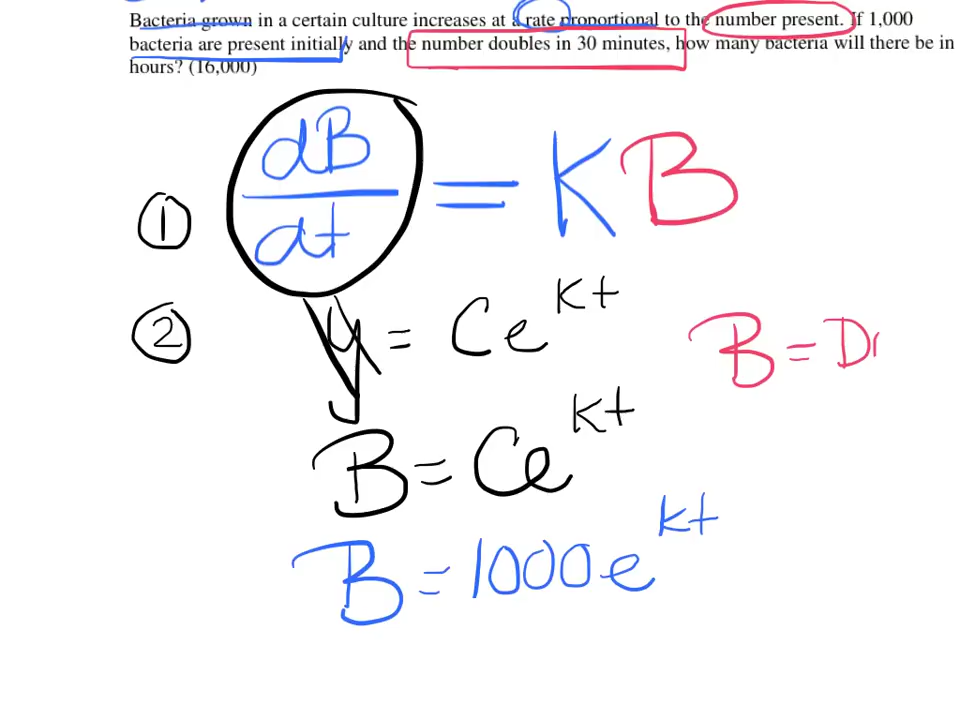 Bacteria grown in a certain culture increases at a rate proportional to the number present. If 1,000
bacteria are present initially and the number doubles in 30 minutes, how many bacteria will there be in
hours? (16,000)
① dB/dt = KB
② y = Ce^kt
B = D
B = Ce^kt
B = 1000e^kt